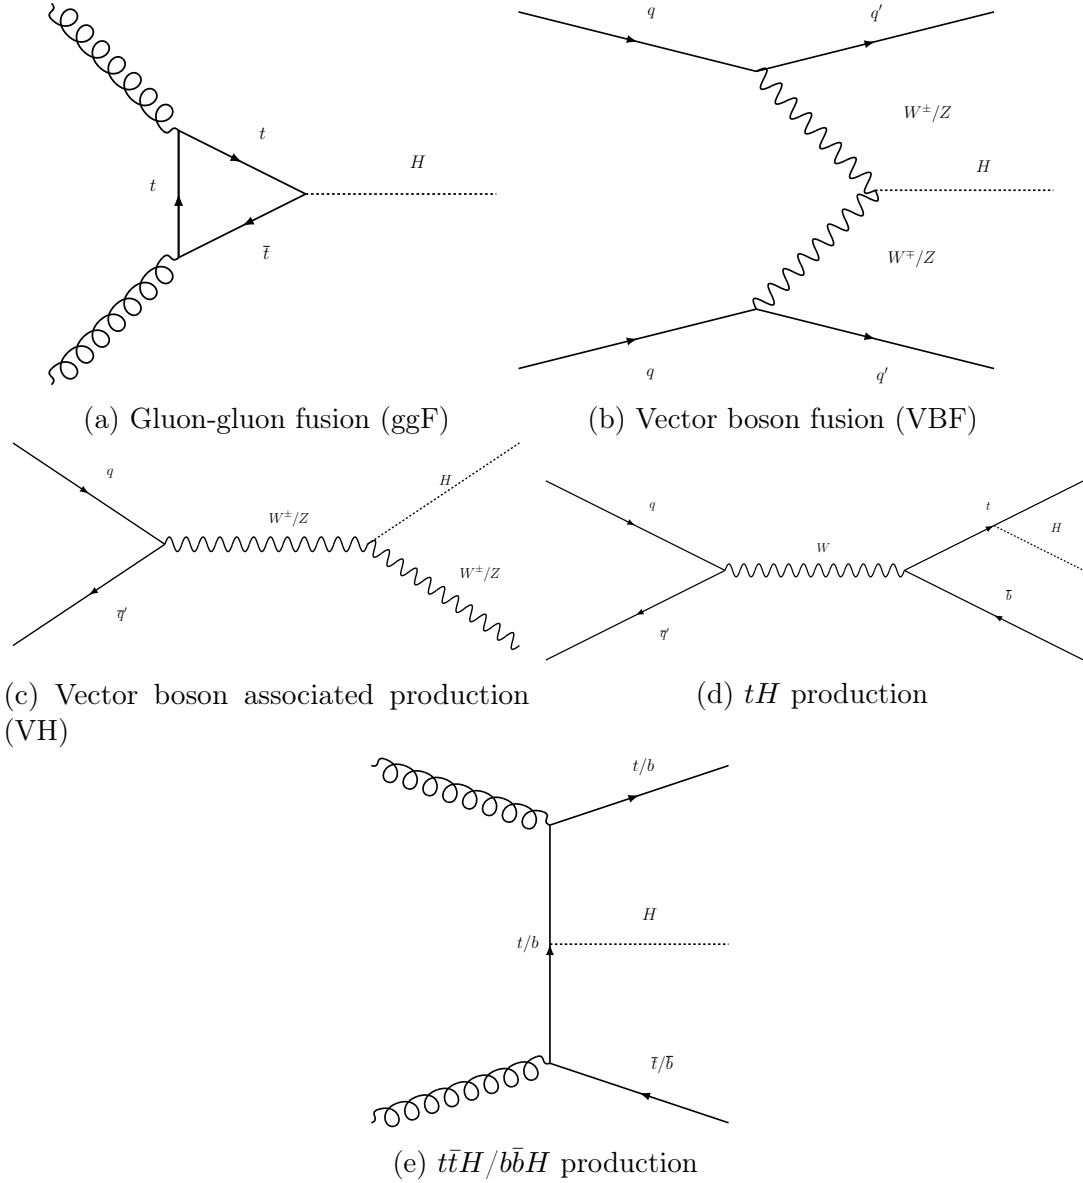 t
H
t
t̄
(a) Gluon-gluon fusion (ggF)
q
q′
W±/Z
H
W∓/Z
q
q′
(b) Vector boson fusion (VBF)
q
H
W±/Z
W±/Z
q̄′
(c) Vector boson associated production
(VH)
q
t
H
W
b̄
q̄′
(d) tH production
t/b
H
t/b
t̄/b̄
(e) tt̄H/bb̄H production